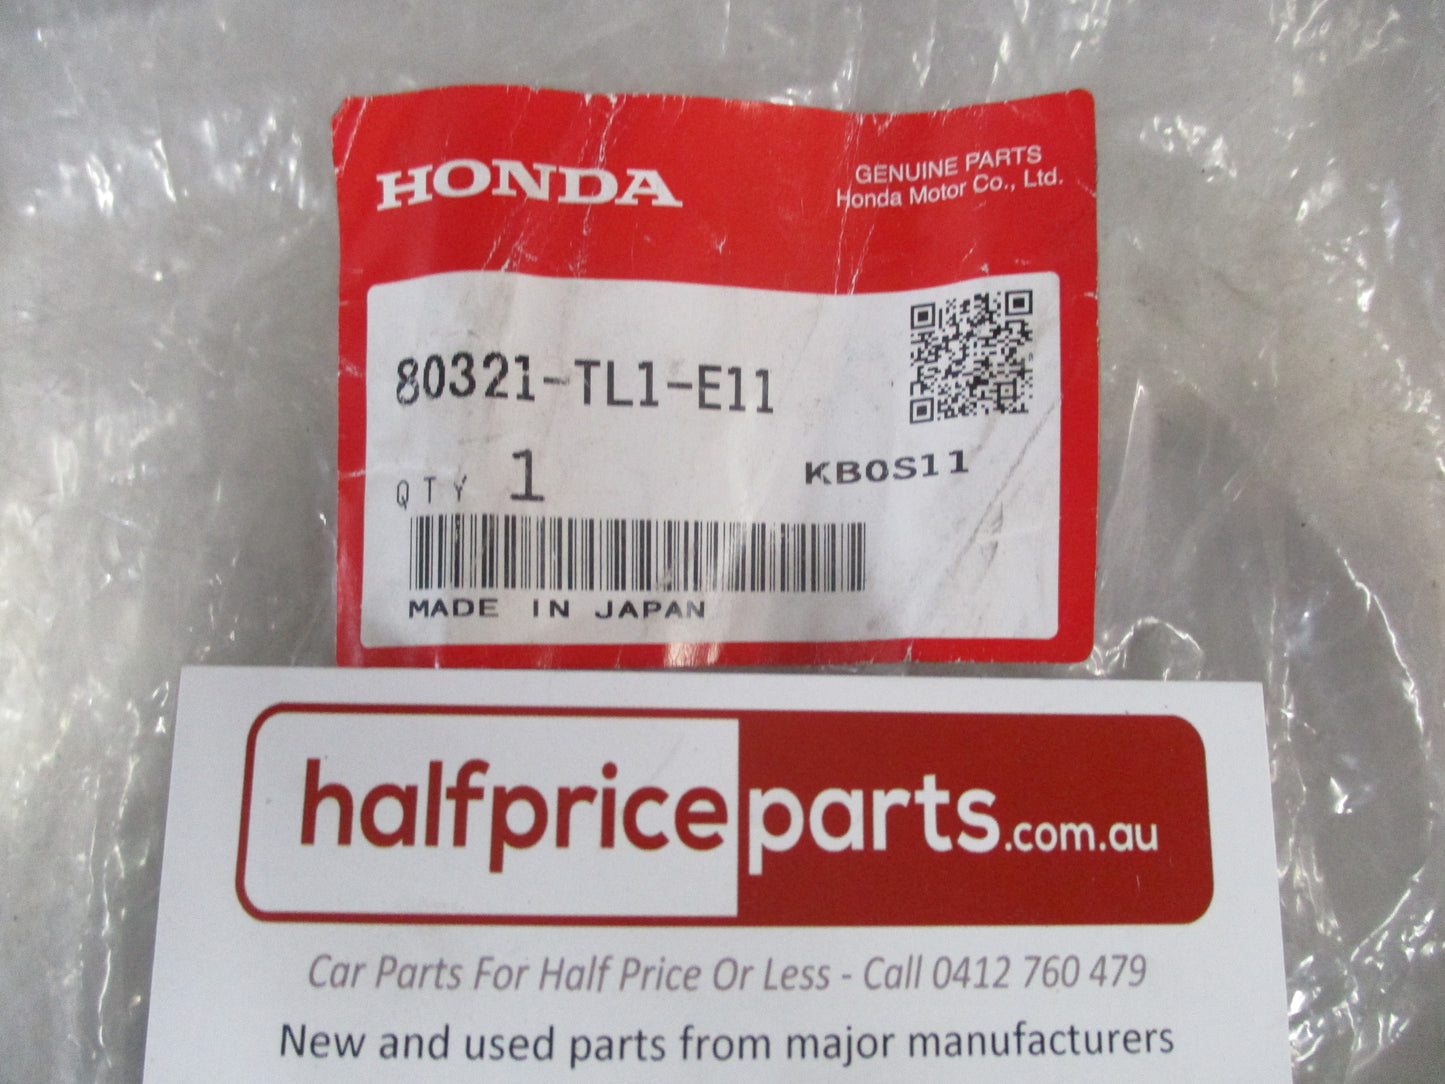 HONDA
GENUINE PARTS
Honda Motor Co., Ltd.
80321-TL1-E11
QTY 1
KB0S11
MADE IN JAPAN
halfpriceparts.com.au
Car Parts For Half Price Or Less - Call 0412 760 479
New and used parts from major manufacturers